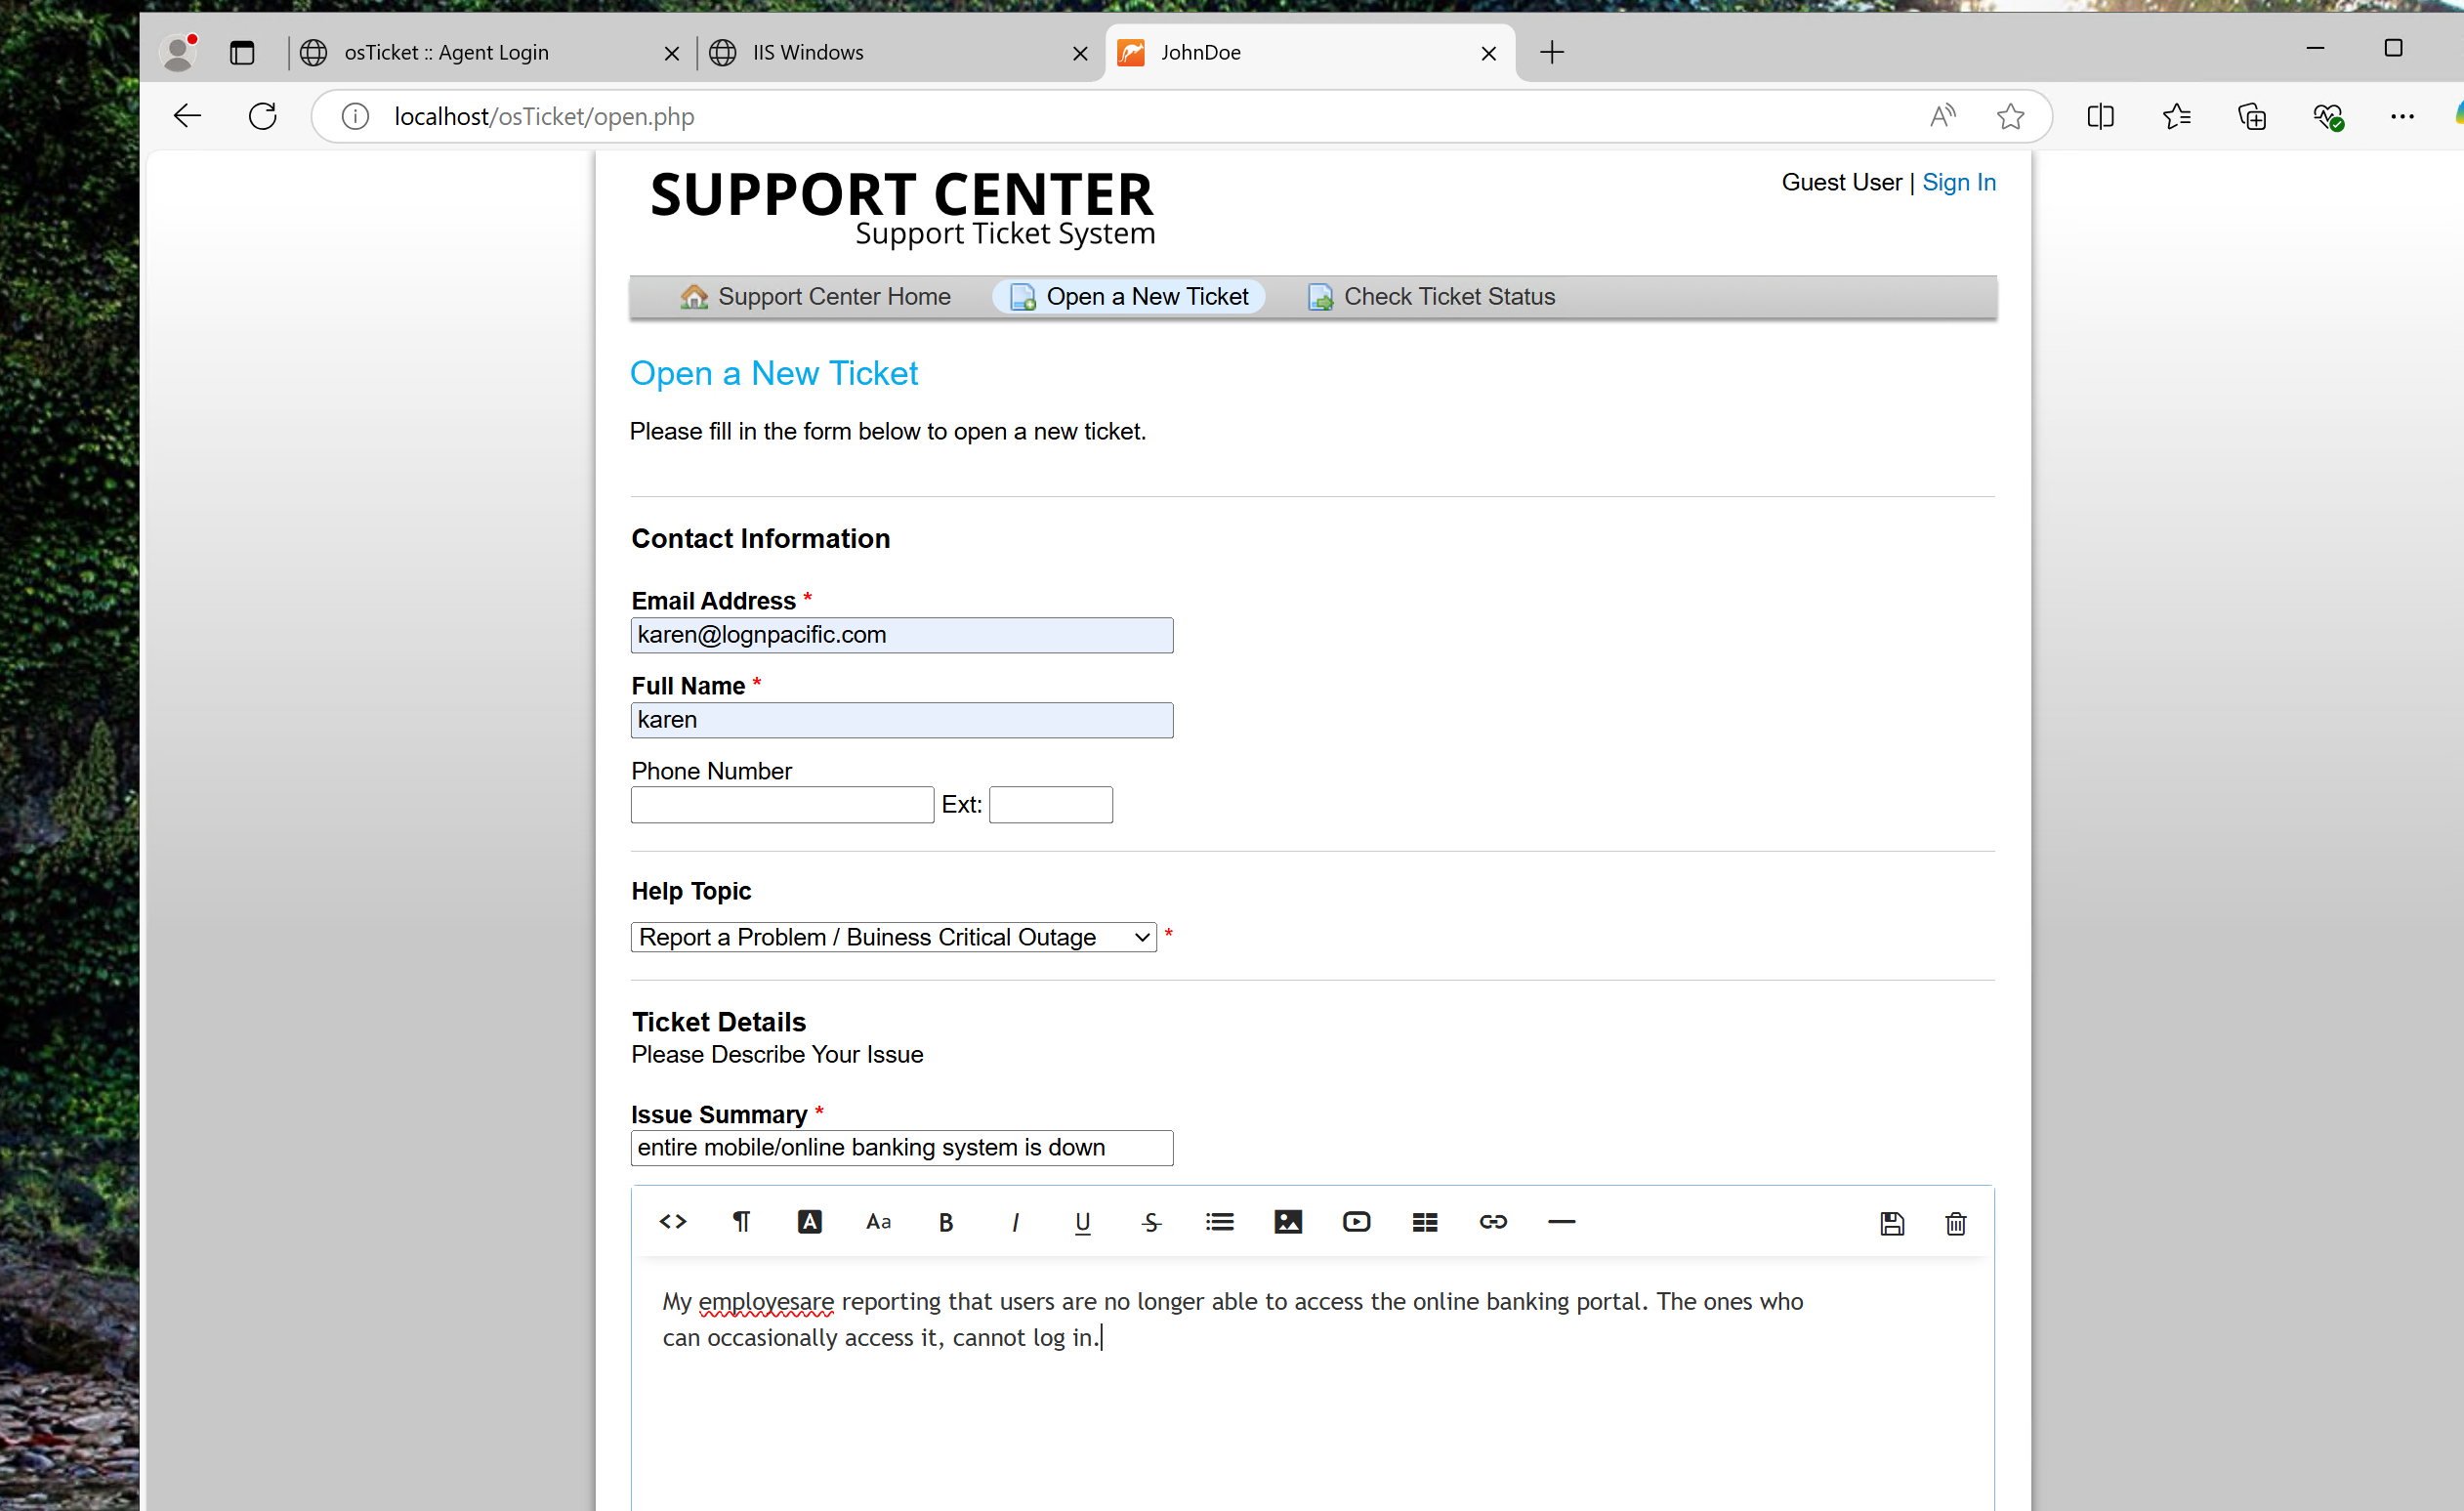 osTicket :: Agent Login
IIS Windows
JohnDoe
localhost/osTicket/open.php
SUPPORT CENTER
Support Ticket System
Guest User | Sign In
Support Center Home
Open a New Ticket
Check Ticket Status
Open a New Ticket
Please fill in the form below to open a new ticket.
Contact Information
Email Address *
karen@lognpacific.com
Full Name *
karen
Phone Number
Ext:
Help Topic
Report a Problem / Buiness Critical Outage *
Ticket Details
Please Describe Your Issue
Issue Summary *
entire mobile/online banking system is down
<> ¶ A Aa B I U S
My employesare reporting that users are no longer able to access the online banking portal. The ones who
can occasionally access it, cannot log in.